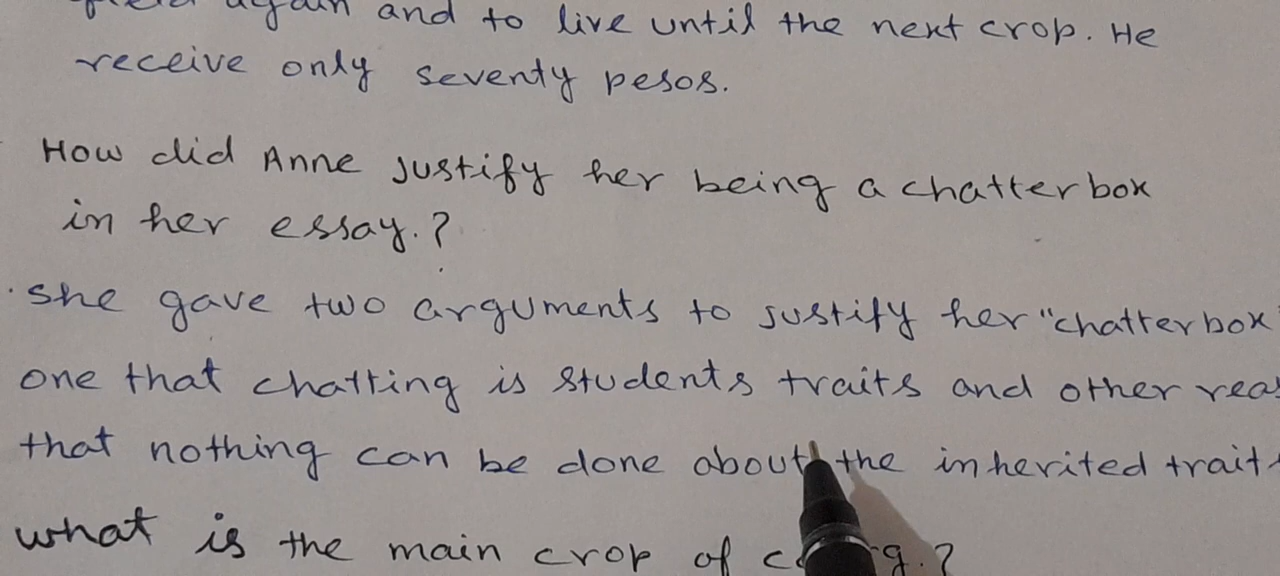 again and to live until the next crop. He
receive only seventy pesos.
How did Anne Justify her being a chatterbox
in her essay.?
She gave two arguments to justify her "chatterbox"
one that chatting is students traits and other
that nothing can be done about the inherited traits
what is the main crop of